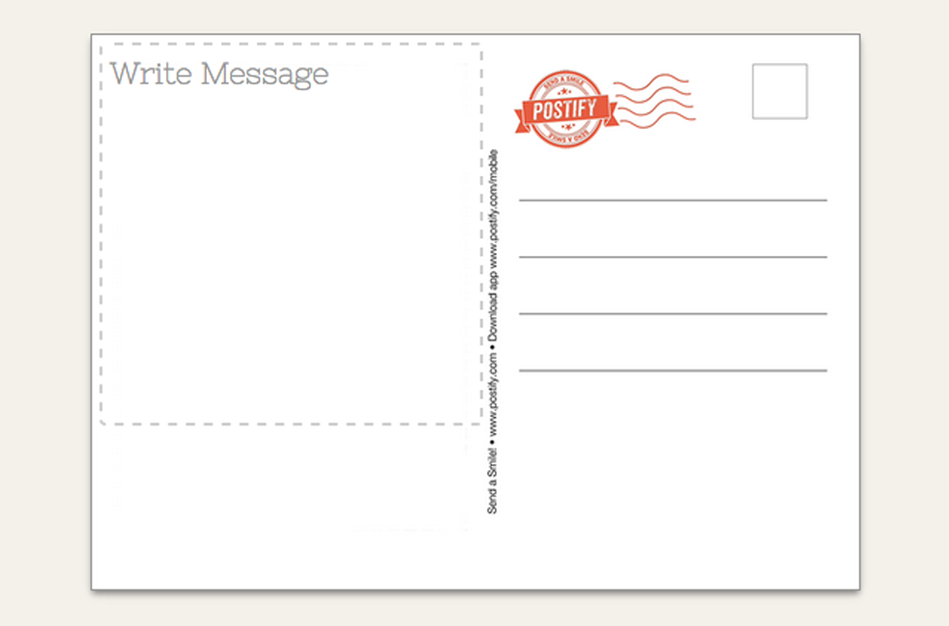 Write Message
SEND A SMILE
POSTIFY
SEND A SMILE
Send a Smile! • www.postify.com • Download app www.postify.com/mobile